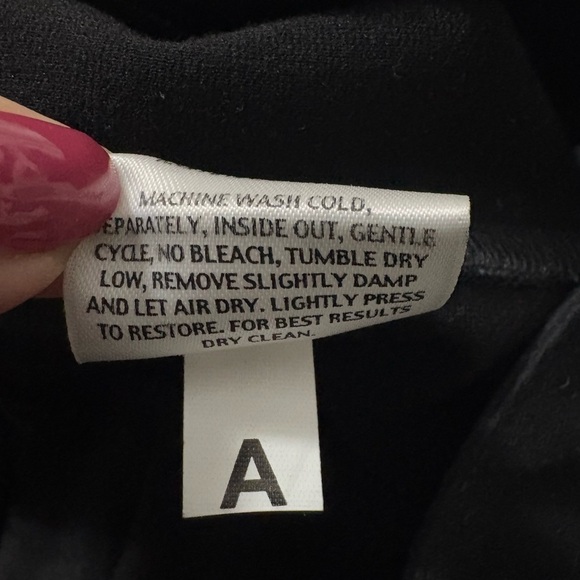 MACHINE WASH COLD,
EPARATELY, INSIDE OUT, GENTLE
CYCLE, NO BLEACH, TUMBLE DRY
LOW, REMOVE SLIGHTLY DAMP
AND LET AIR DRY. LIGHTLY PRESS
TO RESTORE. FOR BEST RESULTS
DRY CLEAN.
A